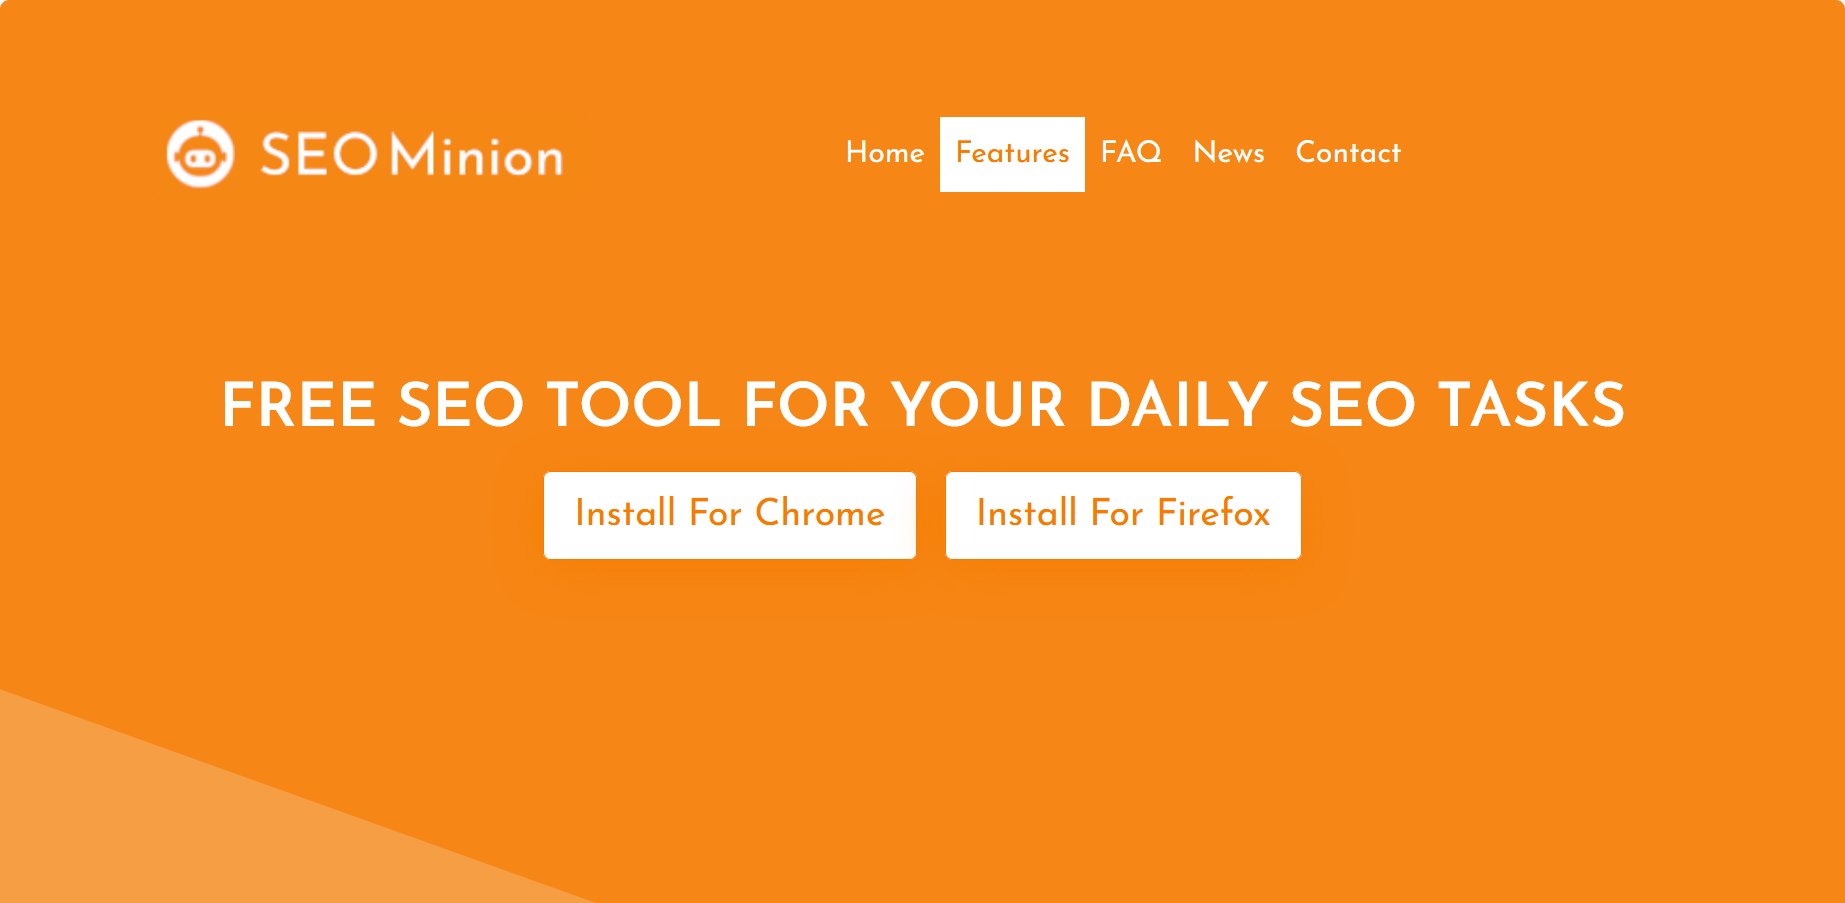 SEO Minion
Home Features FAQ News Contact
FREE SEO TOOL FOR YOUR DAILY SEO TASKS
Install For Chrome Install For Firefox